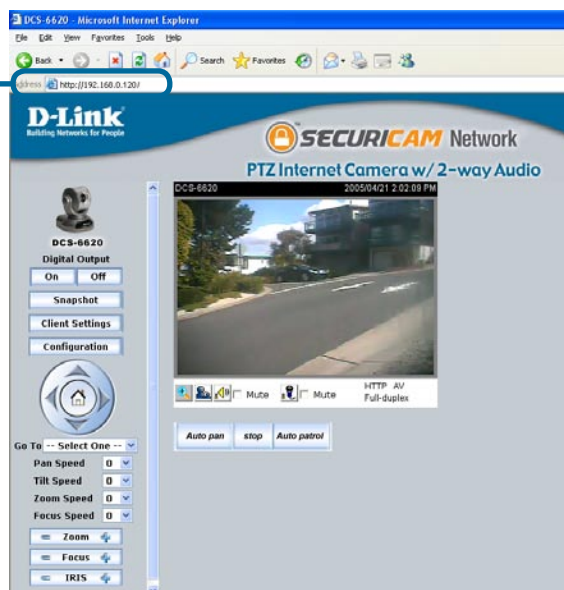 DCS-6620 - Microsoft Internet Explorer
File Edit View Favorites Tools Help
Back Search Favorites
Address http://192.168.0.120/
D-Link
Building Networks for People
SECURICAM Network
PTZ Internet Camera w/ 2-way Audio
DCS-6620 2005/04/21 2:02:09 PM
DCS-6620
Digital Output
On Off
Snapshot
Client Settings
Configuration
Mute Mute HTTP AV
Full-duplex
Auto pan stop Auto patrol
Go To -- Select One --
Pan Speed 0
Tilt Speed 0
Zoom Speed 0
Focus Speed 0
Zoom
Focus
IRIS